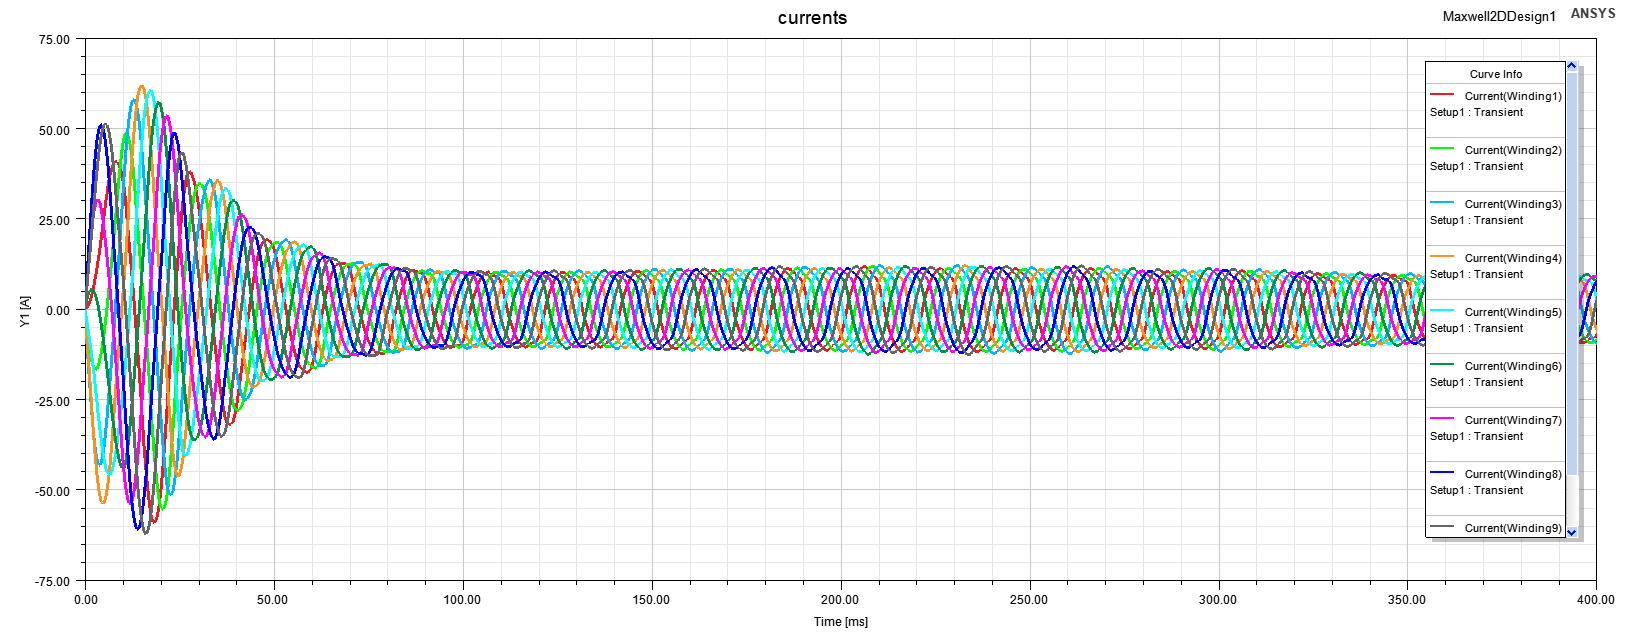 currents
Maxwell2DDesign1 ANSYS
75.00
50.00
25.00
0.00
-25.00
-50.00
-75.00
Y1 [A]
Curve Info
Current(Winding1)
Setup1 : Transient
Current(Winding2)
Setup1 : Transient
Current(Winding3)
Setup1 : Transient
Current(Winding4)
Setup1 : Transient
Current(Winding5)
Setup1 : Transient
Current(Winding6)
Setup1 : Transient
Current(Winding7)
Setup1 : Transient
Current(Winding8)
Setup1 : Transient
Current(Winding9)
0.00 50.00 100.00 150.00 200.00 250.00 300.00 350.00 400.00
Time [ms]